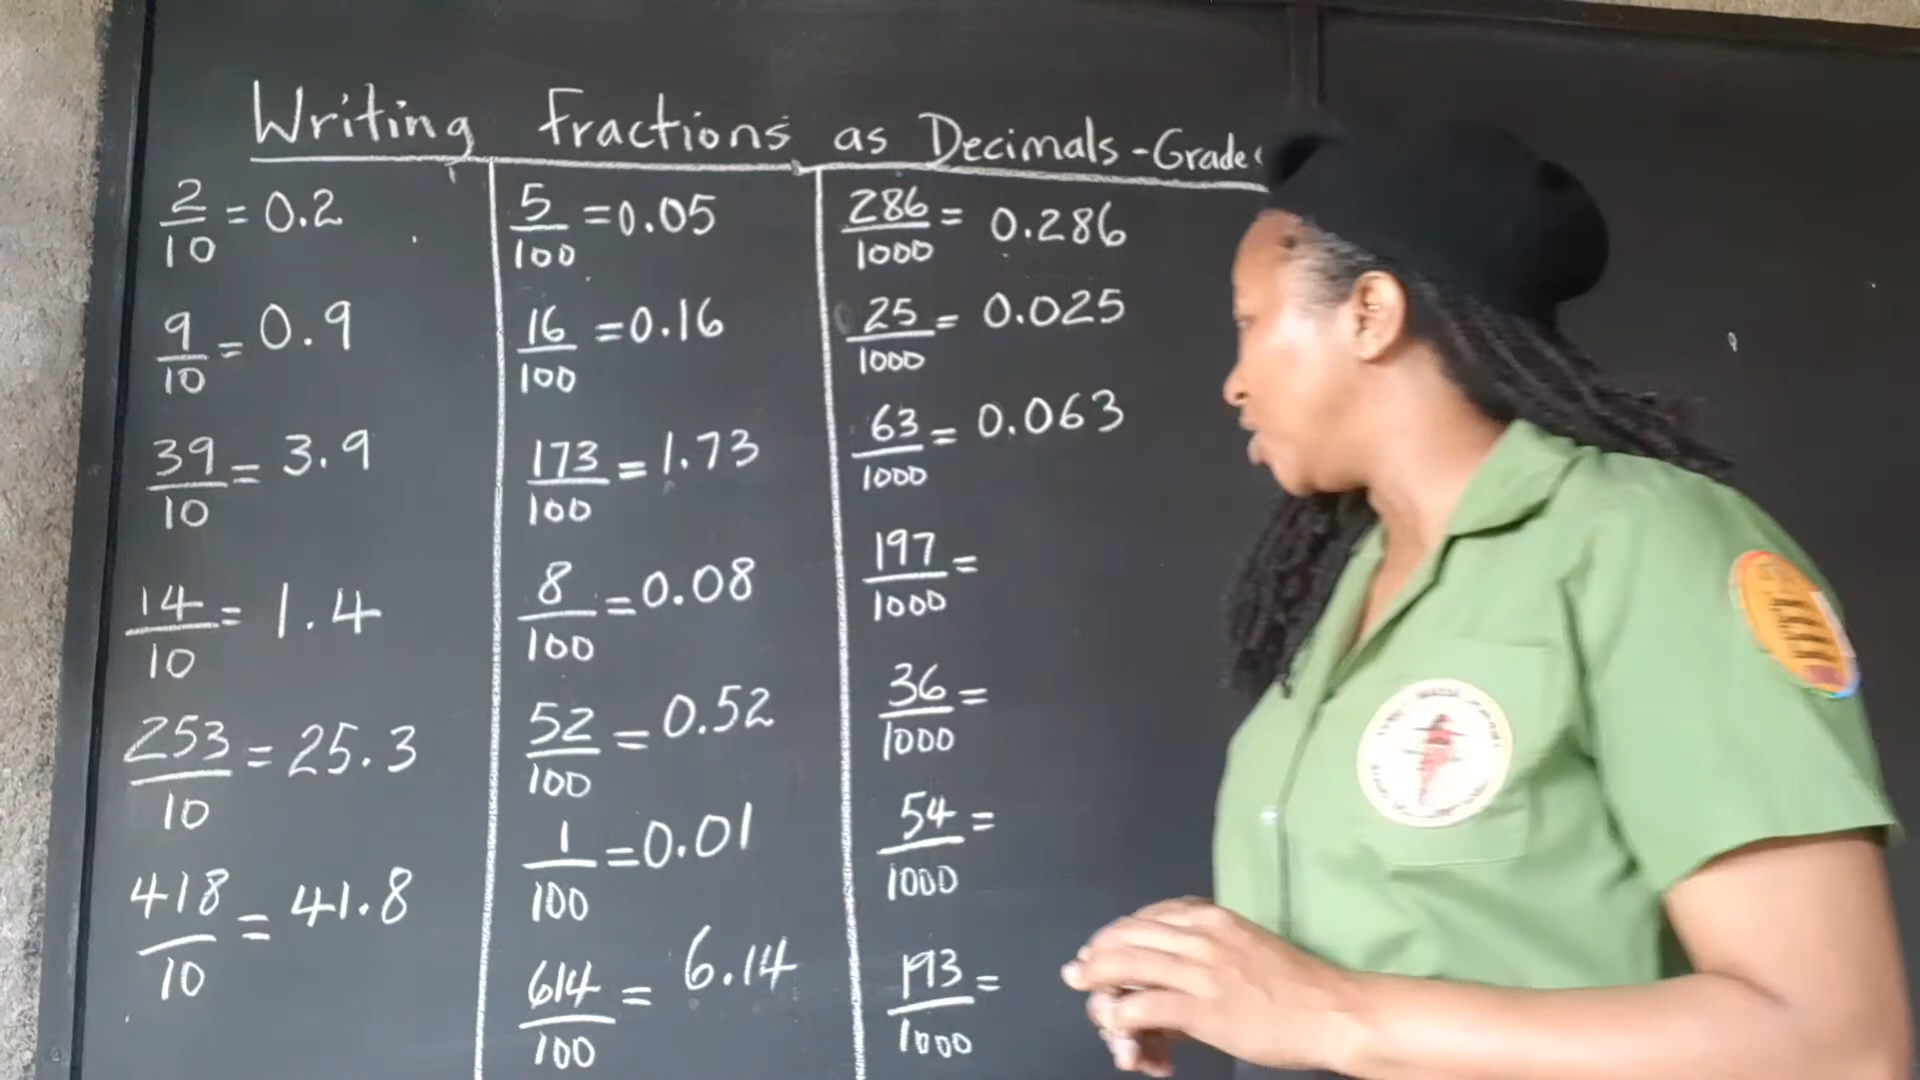 Writing Fractions as Decimals - Grade
2/10 = 0.2
9/10 = 0.9
39/10 = 3.9
14/10 = 1.4
253/10 = 25.3
418/10 = 41.8
5/100 = 0.05
16/100 = 0.16
173/100 = 1.73
8/100 = 0.08
52/100 = 0.52
1/100 = 0.01
614/100 = 6.14
286/1000 = 0.286
25/1000 = 0.025
63/1000 = 0.063
197/1000 =
36/1000 =
54/1000 =
193/1000 =